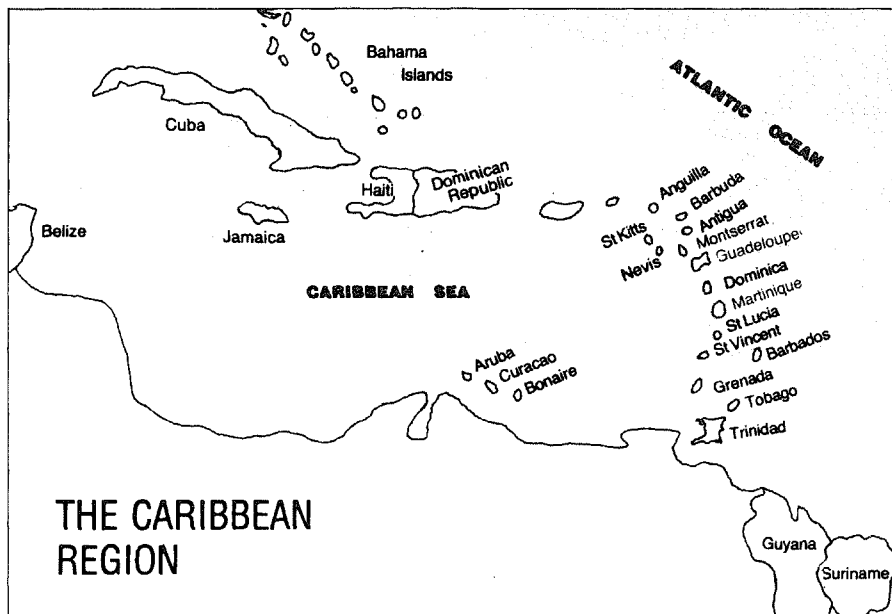 Bahama
Islands
ATLANTIC OCEAN
Cuba
Haiti
Dominican
Republic
Anguilla
Barbuda
Antigua
St Kitts
Montserrat
Nevis
Guadeloupe
Belize
Jamaica
CARIBBEAN SEA
Dominica
Martinique
St Lucia
St Vincent
Barbados
Aruba
Curacao
Bonaire
Grenada
Tobago
Trinidad
THE CARIBBEAN
REGION
Guyana
Suriname